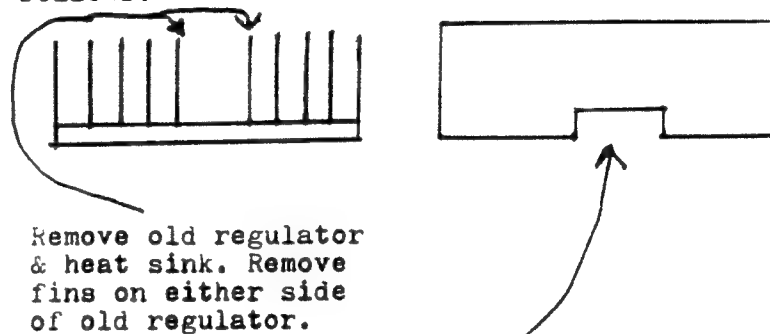 Remove old regulator
& heat sink. Remove
fins on either side
of old regulator.